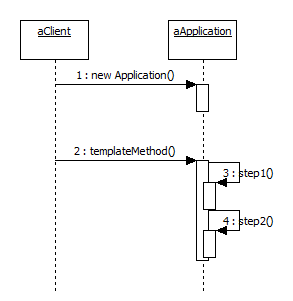 aClient
aApplication
1 : new Application()
2 : templateMethod()
3 : step1()
4 : step2()